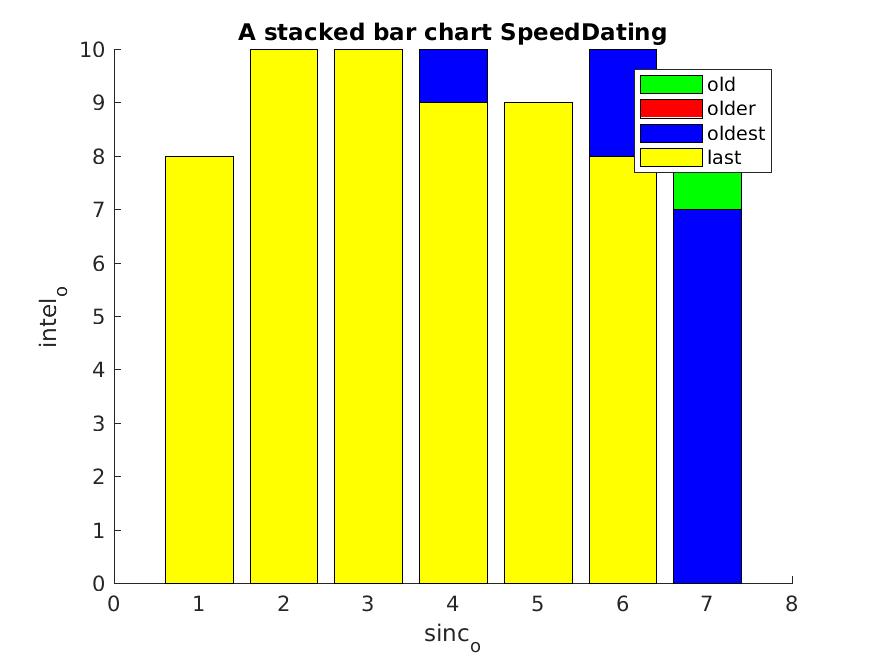 A stacked bar chart SpeedDating
10
9
8
7
6
5
4
3
2
1
0
intel_o
old
older
oldest
last
0 1 2 3 4 5 6 7 8
sinc_o